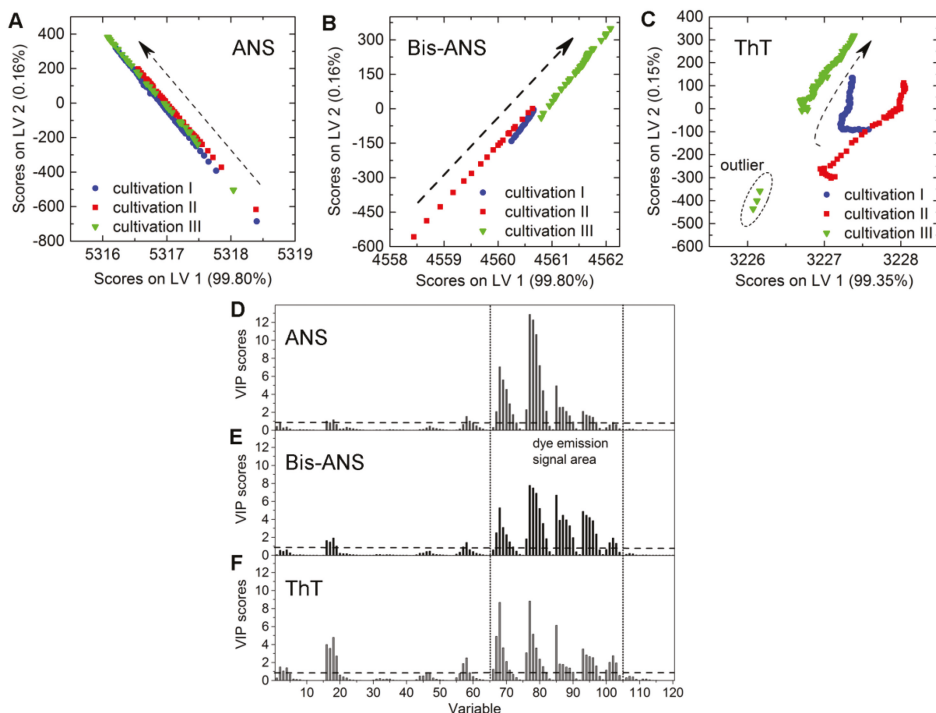 A
ANS
Scores on LV 2 (0.16%)
400
200
0
-200
-400
-600
-800
cultivation I
cultivation II
cultivation III
5316
5317
5318
5319
Scores on LV 1 (99.80%)
B
Bis-ANS
Scores on LV 2 (0.16%)
300
150
0
-150
-300
-450
-600
cultivation I
cultivation II
cultivation III
4558
4559
4560
4561
4562
Scores on LV 1 (99.80%)
C
ThT
Scores on LV 2 (0.15%)
400
300
200
100
0
-100
-200
-300
-400
-500
-600
outlier
cultivation I
cultivation II
cultivation III
3226
3227
3228
Scores on LV 1 (99.35%)
D
ANS
VIP scores
12
10
8
6
4
2
0
E
Bis-ANS
dye emission
signal area
VIP scores
12
10
8
6
4
2
0
F
ThT
VIP scores
12
10
8
6
4
2
0
10
20
30
40
50
60
70
80
90
100
110
120
Variable